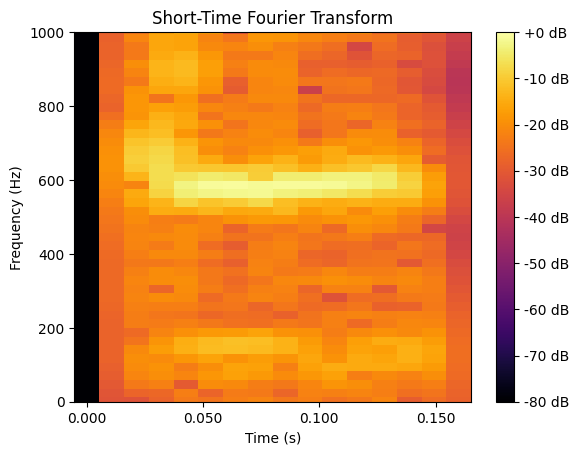 Short-Time Fourier Transform
1000
800
600
400
200
0
Frequency (Hz)
0.000
0.050
0.100
0.150
Time (s)
+0 dB
-10 dB
-20 dB
-30 dB
-40 dB
-50 dB
-60 dB
-70 dB
-80 dB